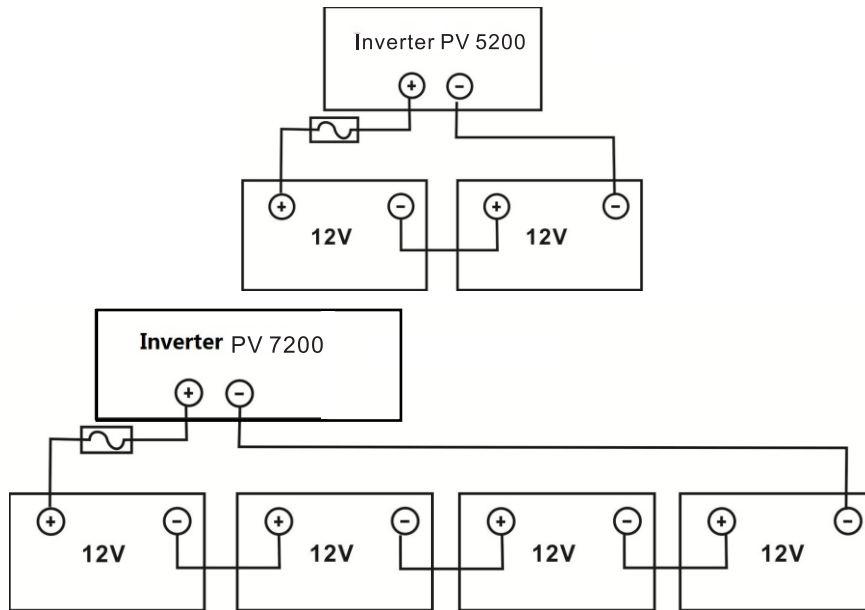 Inverter PV 5200
+ −
+ − + −
12V 12V
Inverter PV 7200
+ −
+ − + − + − + −
12V 12V 12V 12V